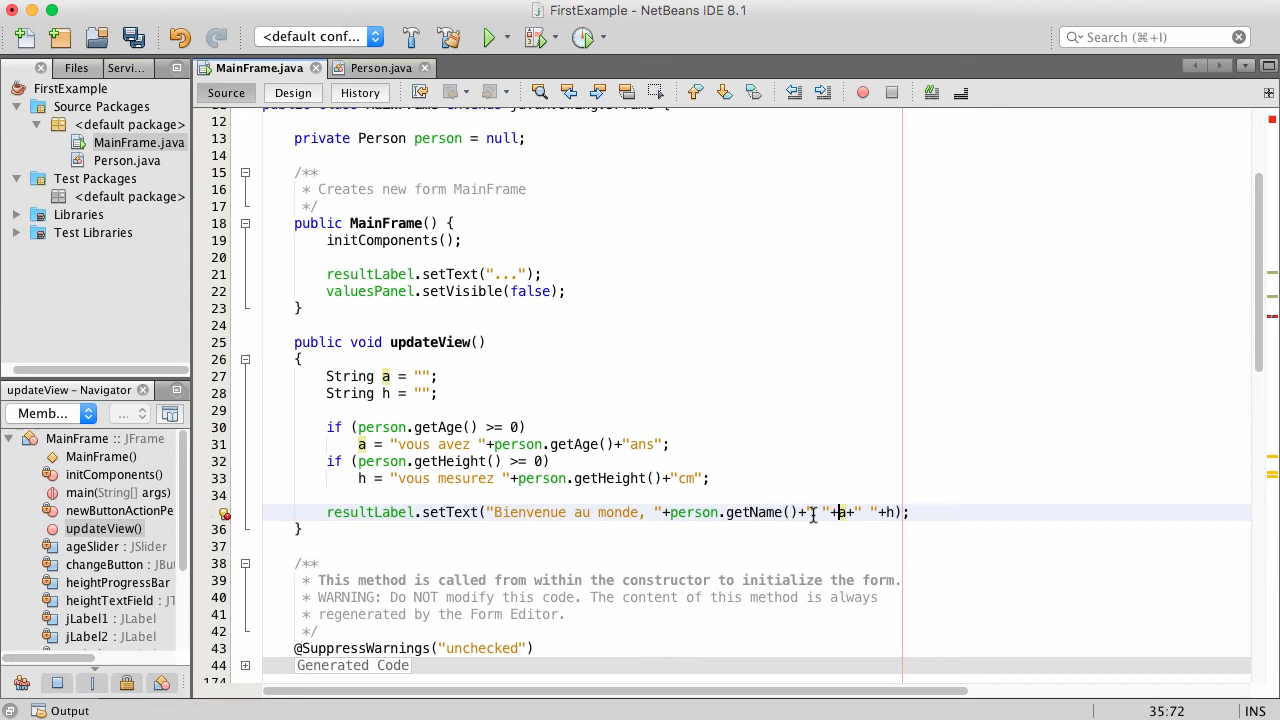 FirstExample - NetBeans IDE 8.1
<default conf...
Search (⌘+I)
Files
Servi...
MainFrame.java
Person.java
Source
Design
History
FirstExample
Source Packages
<default package>
MainFrame.java
Person.java
Test Packages
<default package>
Libraries
Test Libraries
updateView – Navigator
Memb...
...
MainFrame :: JFrame
MainFrame()
initComponents()
main(String[] args)
newButtonActionPe
updateView()
ageSlider : JSlider
changeButton : JBut
heightProgressBar
heightTextField : JT
jLabel1 : JLabel
jLabel2 : JLabel
12
13 private Person person = null;
14
15 /**
16 * Creates new form MainFrame
17 */
18 public MainFrame() {
19 initComponents();
20
21 resultLabel.setText("...");
22 valuesPanel.setVisible(false);
23 }
24
25 public void updateView()
26 {
27 String a = "";
28 String h = "";
29
30 if (person.getAge() >= 0)
31 a = "vous avez "+person.getAge()+"ans";
32 if (person.getHeight() >= 0)
33 h = "vous mesurez "+person.getHeight()+"cm";
34
resultLabel.setText("Bienvenue au monde, "+person.getName()+" "+a+" "+h);
36 }
37
38 /**
39 * This method is called from within the constructor to initialize the form.
40 * WARNING: Do NOT modify this code. The content of this method is always
41 * regenerated by the Form Editor.
42 */
43 @SuppressWarnings("unchecked")
44 Generated Code
174
Output
35:72
INS